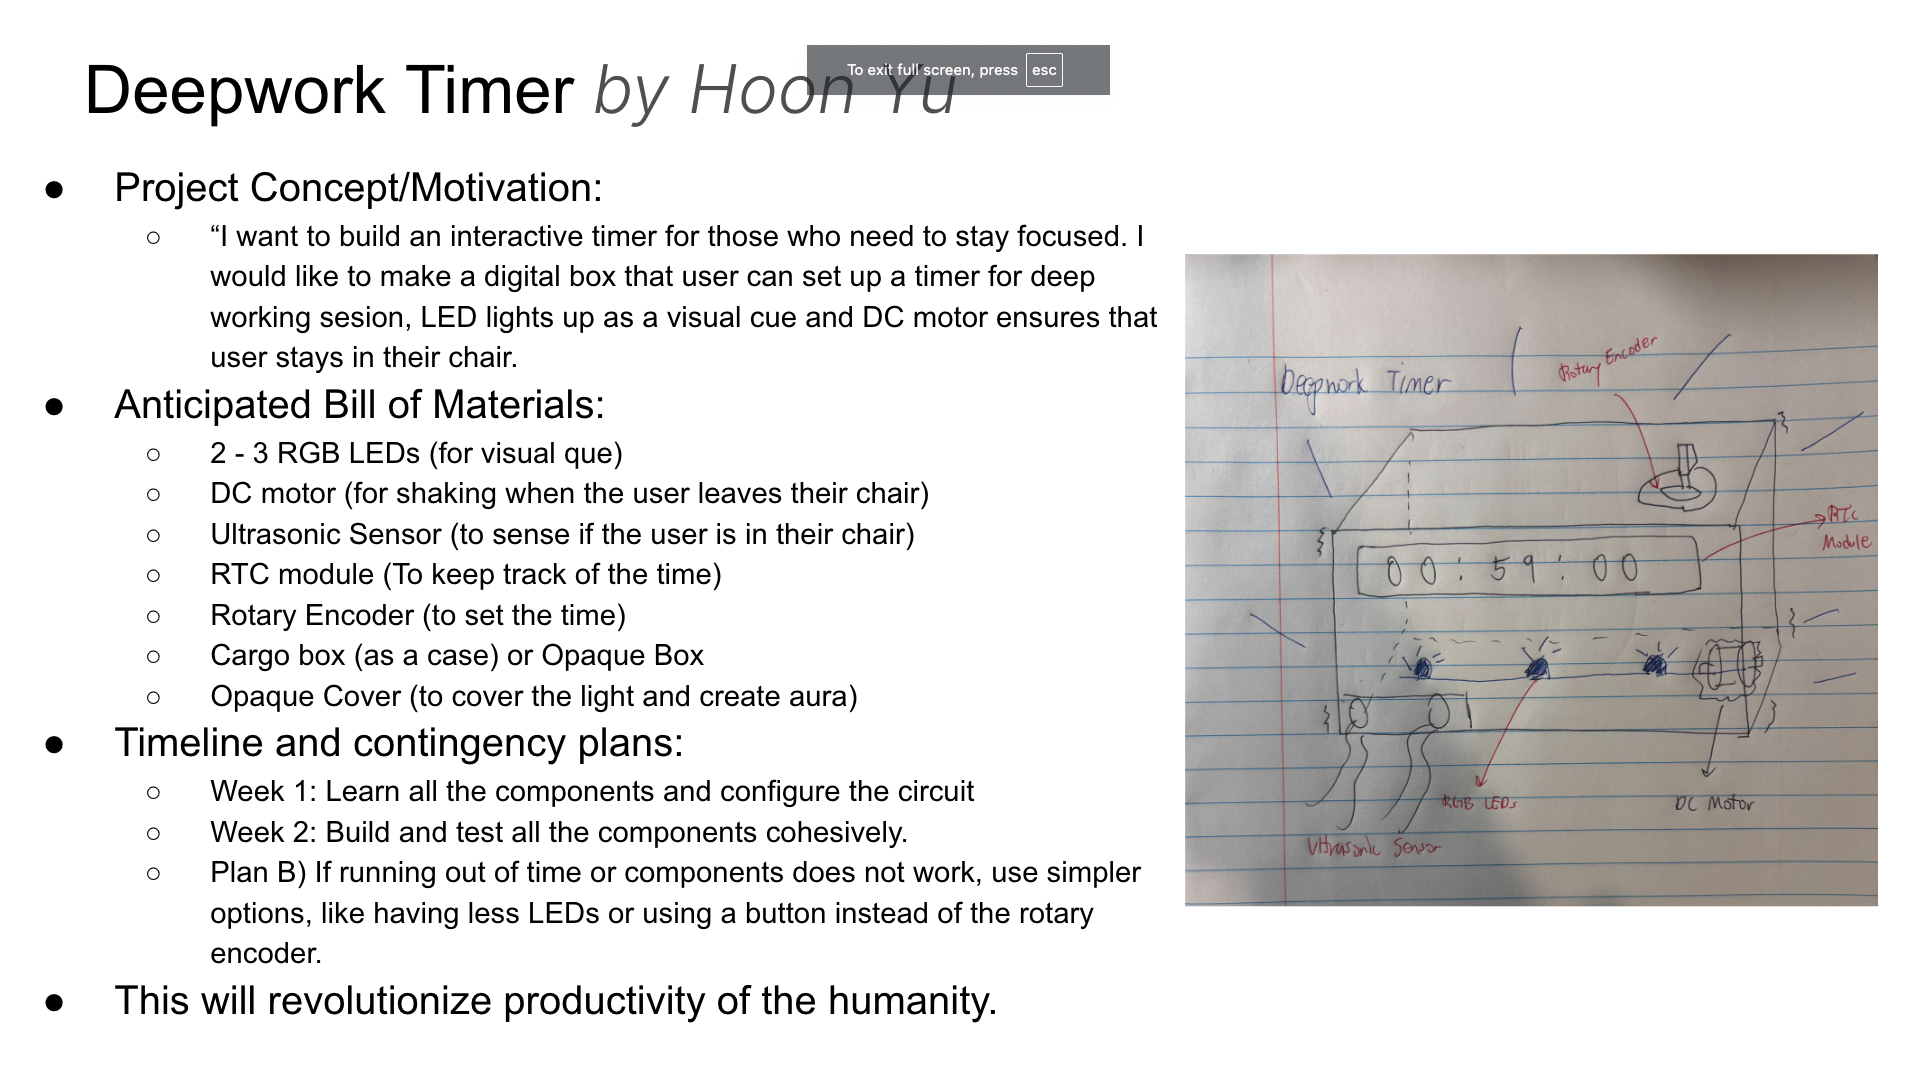 Deepwork Timer by Hoon Yu
To exit full screen, press esc
● Project Concept/Motivation:
○ “I want to build an interactive timer for those who need to stay focused. I
would like to make a digital box that user can set up a timer for deep
working sesion, LED lights up as a visual cue and DC motor ensures that
user stays in their chair.
● Anticipated Bill of Materials:
○ 2 - 3 RGB LEDs (for visual que)
○ DC motor (for shaking when the user leaves their chair)
○ Ultrasonic Sensor (to sense if the user is in their chair)
○ RTC module (To keep track of the time)
○ Rotary Encoder (to set the time)
○ Cargo box (as a case) or Opaque Box
○ Opaque Cover (to cover the light and create aura)
● Timeline and contingency plans:
○ Week 1: Learn all the components and configure the circuit
○ Week 2: Build and test all the components cohesively.
○ Plan B) If running out of time or components does not work, use simpler
options, like having less LEDs or using a button instead of the rotary
encoder.
● This will revolutionize productivity of the humanity.
Deepwork Timer
Rotary Encoder
RTC
Module
00:59:00
RGB LEDs
DC Motor
Ultrasonic Sensor